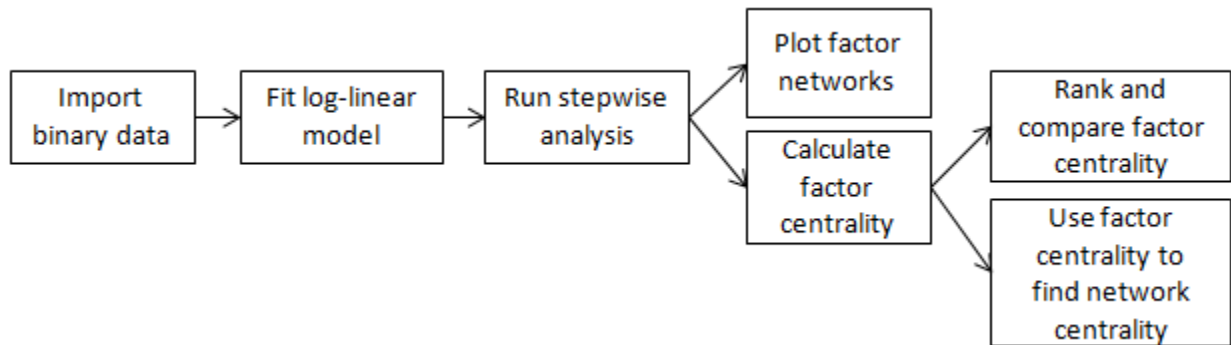 Import
binary data
Fit log-linear
model
Run stepwise
analysis
Plot factor
networks
Calculate
factor
centrality
Rank and
compare factor
centrality
Use factor
centrality to
find network
centrality